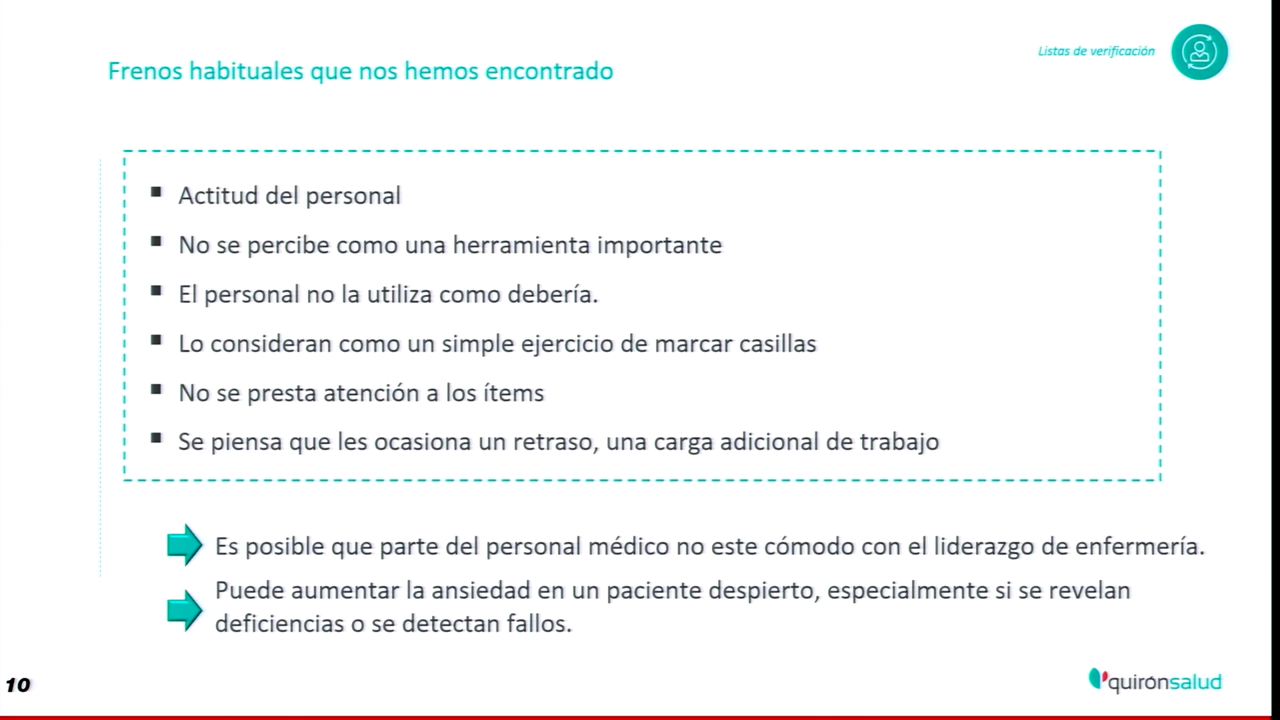 Listas de verificación
Frenos habituales que nos hemos encontrado
Actitud del personal
No se percibe como una herramienta importante
El personal no la utiliza como debería.
Lo consideran como un simple ejercicio de marcar casillas
No se presta atención a los ítems
Se piensa que les ocasiona un retraso, una carga adicional de trabajo
Es posible que parte del personal médico no este cómodo con el liderazgo de enfermería.
Puede aumentar la ansiedad en un paciente despierto, especialmente si se revelan
deficiencias o se detectan fallos.
10
quirónsalud